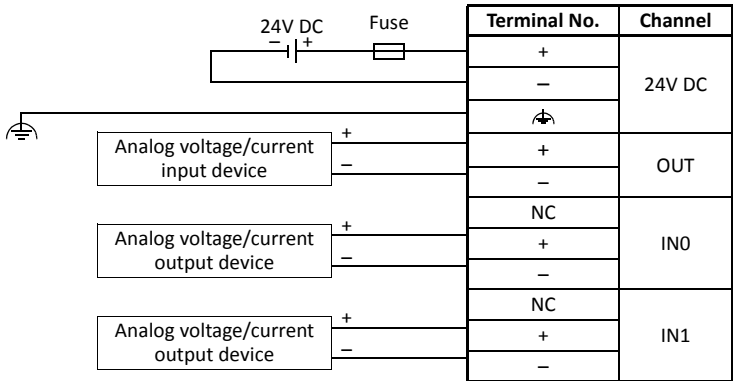 24V DC
Fuse
Terminal No. Channel
– +
+
–
24V DC
+
Analog voltage/current
input device
–
+
–
OUT
NC
+
Analog voltage/current
output device
–
+
–
IN0
NC
+
Analog voltage/current
output device
–
+
–
IN1